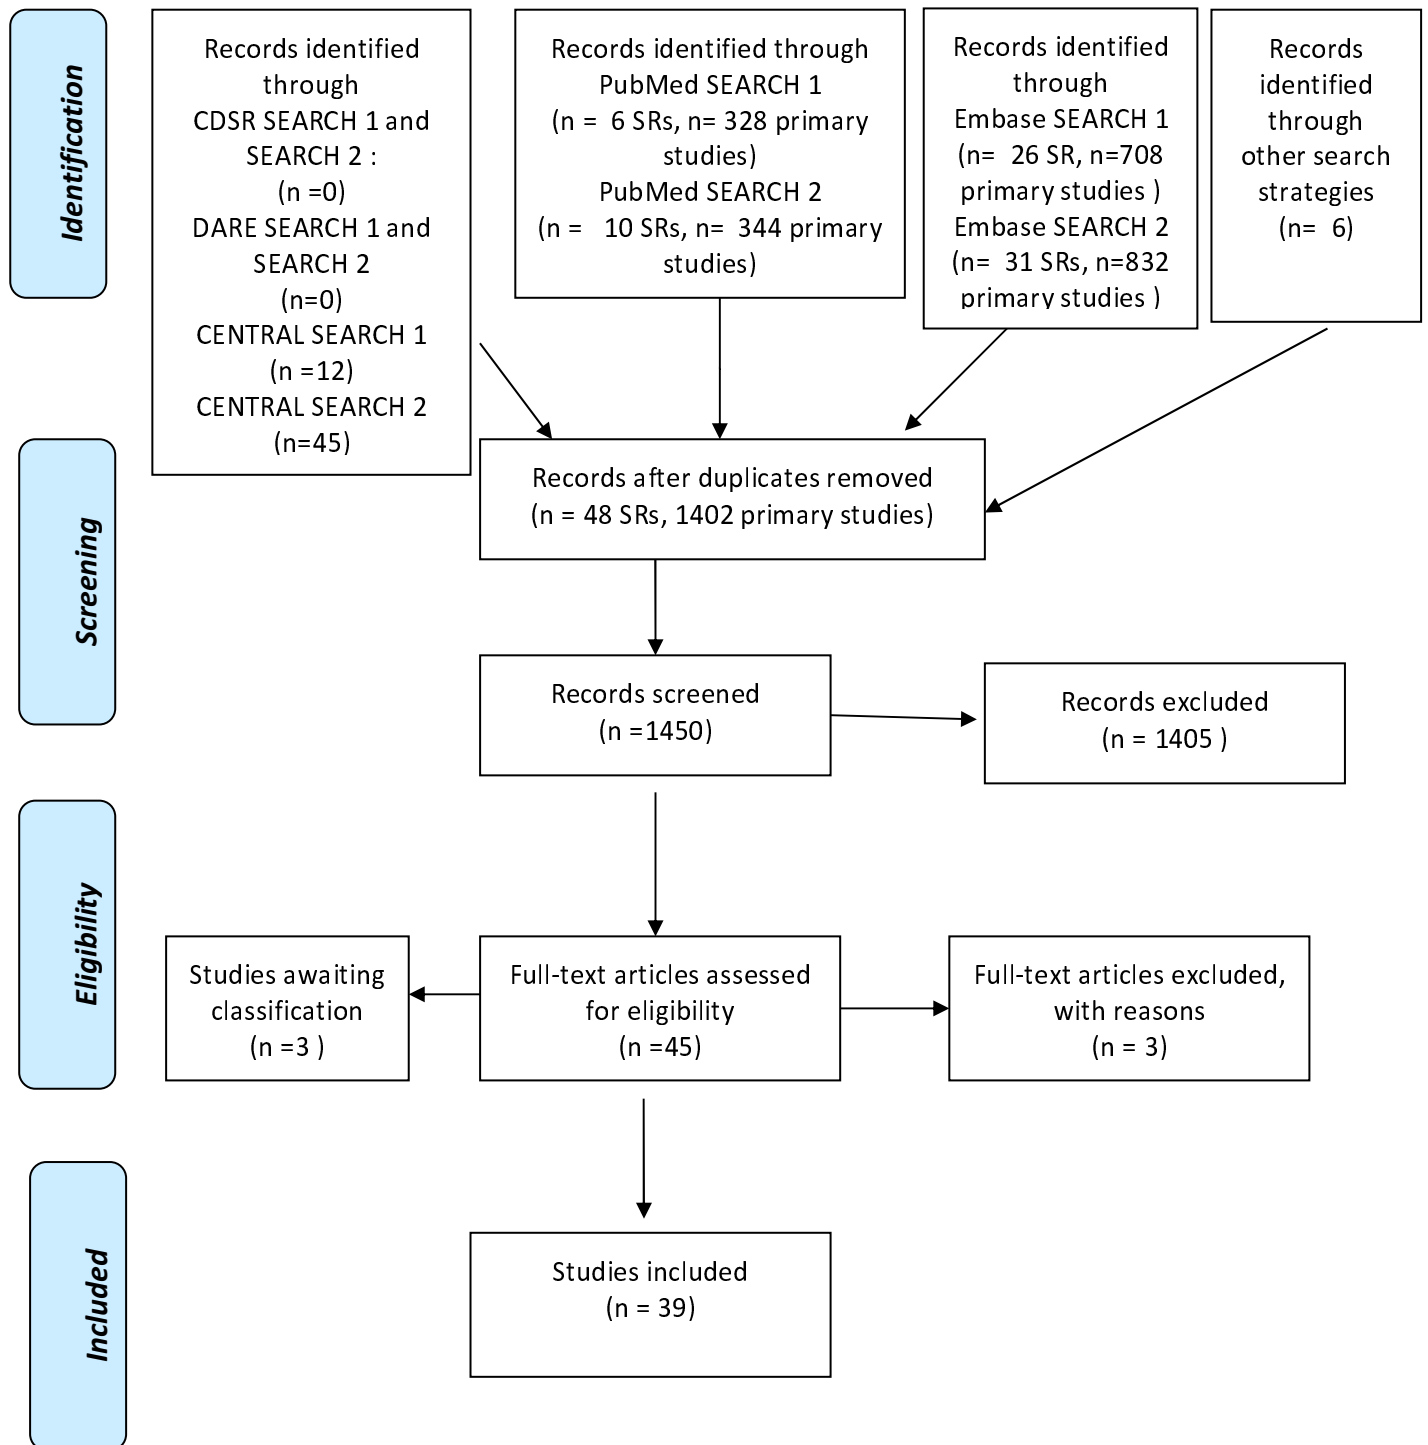 Identification
Records identified
through
CDSR SEARCH 1 and
SEARCH 2 :
(n =0)
DARE SEARCH 1 and
SEARCH 2
(n=0)
CENTRAL SEARCH 1
(n =12)
CENTRAL SEARCH 2
(n=45)
Records identified through
PubMed SEARCH 1
(n = 6 SRs, n= 328 primary
studies)
PubMed SEARCH 2
(n = 10 SRs, n= 344 primary
studies)
Records identified
through
Embase SEARCH 1
(n= 26 SR, n=708
primary studies )
Embase SEARCH 2
(n= 31 SRs, n=832
primary studies )
Records
identified
through
other search
strategies
(n= 6)
Screening
Records after duplicates removed
(n = 48 SRs, 1402 primary studies)
Records screened
(n =1450)
Records excluded
(n = 1405 )
Eligibility
Studies awaiting
classification
(n =3 )
Full-text articles assessed
for eligibility
(n =45)
Full-text articles excluded,
with reasons
(n = 3)
Included
Studies included
(n = 39)